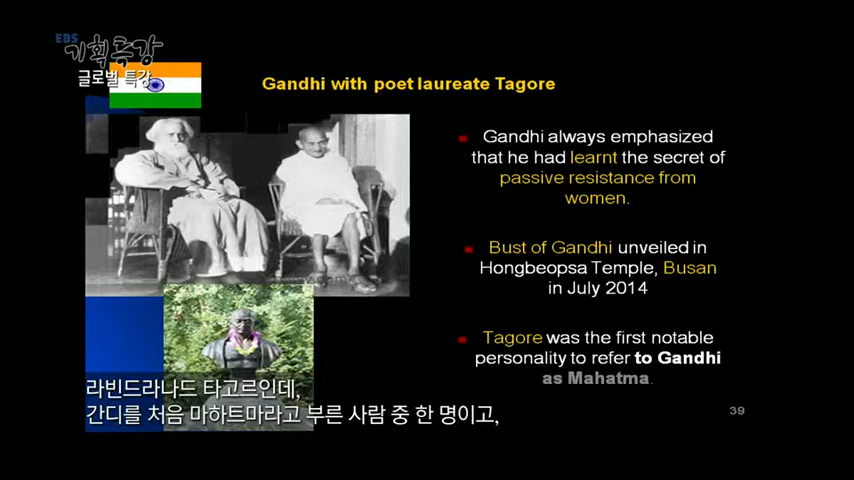 EBS
기획특강
글로벌 특강
Gandhi with poet laureate Tagore
Gandhi always emphasized
that he had learnt the secret of
passive resistance from
women.
Bust of Gandhi unveiled in
Hongbeopsa Temple, Busan
in July 2014
Tagore was the first notable
personality to refer to Gandhi
as Mahatma.
라빈드라나드 타고르인데,
간디를 처음 마하트마라고 부른 사람 중 한 명이고,
39